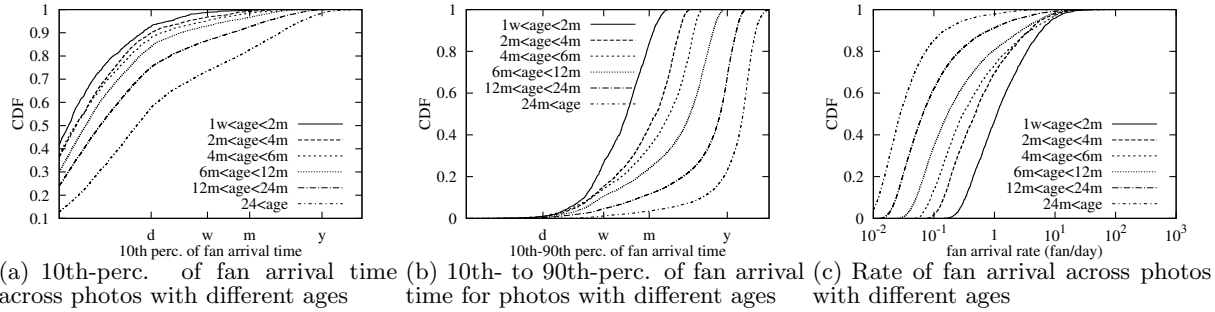 1
0.9
0.8
0.7
0.6
0.5
0.4
0.3
0.2
0.1
CDF
1w<age<2m
2m<age<4m
4m<age<6m
6m<age<12m
12m<age<24m
24<age
d w m y
10th perc. of fan arrival time
(a) 10th-perc. of fan arrival time
across photos with different ages
1
0.8
0.6
0.4
0.2
0
CDF
1w<age<2m
2m<age<4m
4m<age<6m
6m<age<12m
12m<age<24m
24m<age
d w m y
10th-90th perc. of fan arrival time
(b) 10th- to 90th-perc. of fan arrival
time for photos with different ages
1
0.8
0.6
0.4
0.2
0
CDF
1w<age<2m
2m<age<4m
4m<age<6m
6m<age<12m
12m<age<24m
24m<age
10⁻² 10⁻¹ 1 10¹ 10² 10³
fan arrival rate (fan/day)
(c) Rate of fan arrival across photos
with different ages